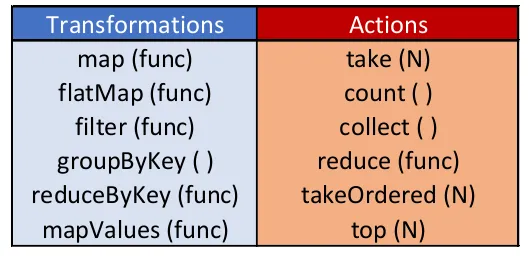 Transformations Actions
map (func) take (N)
flatMap (func) count ( )
filter (func) collect ( )
groupByKey ( ) reduce (func)
reduceByKey (func) takeOrdered (N)
mapValues (func) top (N)